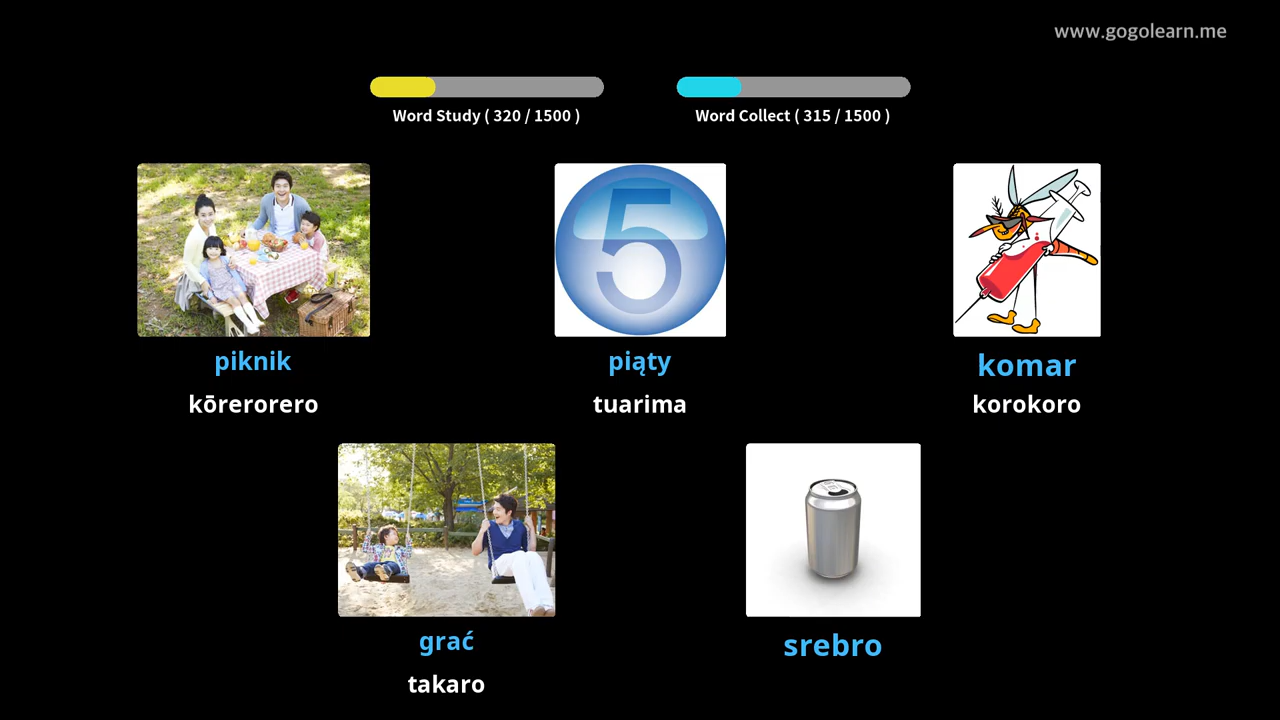 www.gogolearn.me
Word Study ( 320 / 1500 )
Word Collect ( 315 / 1500 )
5
piknik
kōrerorero
piąty
tuarima
komar
korokoro
grać
takaro
srebro